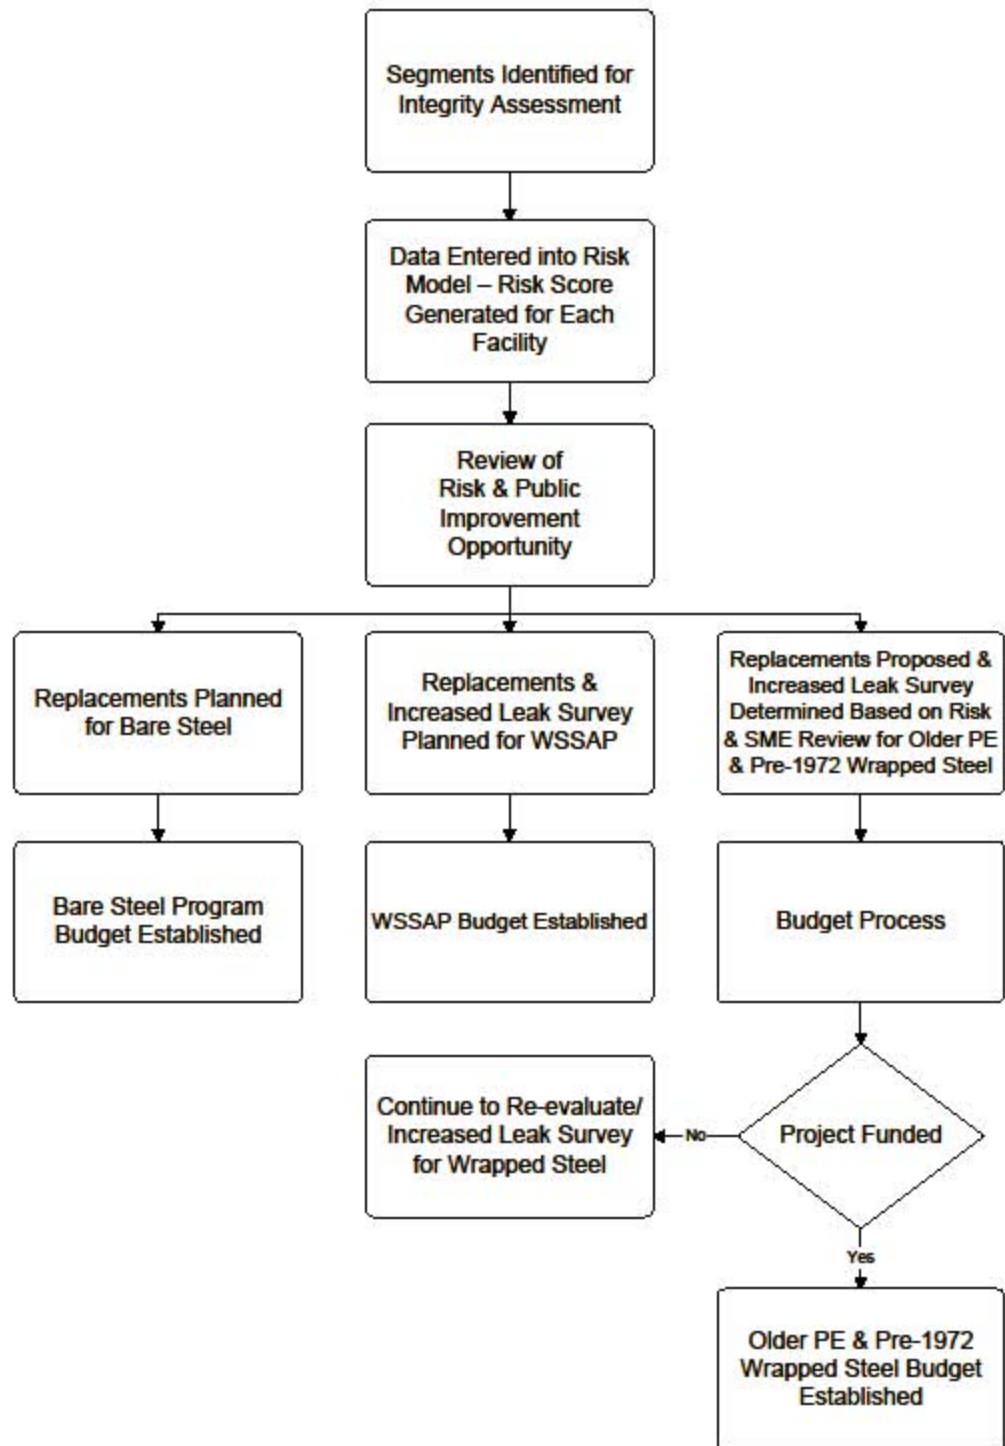 Segments Identified for
Integrity Assessment
Data Entered into Risk
Model – Risk Score
Generated for Each
Facility
Review of
Risk & Public
Improvement
Opportunity
Replacements Planned
for Bare Steel
Replacements &
Increased Leak Survey
Planned for WSSAP
Replacements Proposed &
Increased Leak Survey
Determined Based on Risk
& SME Review for Older PE
& Pre-1972 Wrapped Steel
Bare Steel Program
Budget Established
WSSAP Budget Established
Budget Process
Continue to Re-evaluate/
Increased Leak Survey
for Wrapped Steel
No
Project Funded
Yes
Older PE & Pre-1972
Wrapped Steel Budget
Established